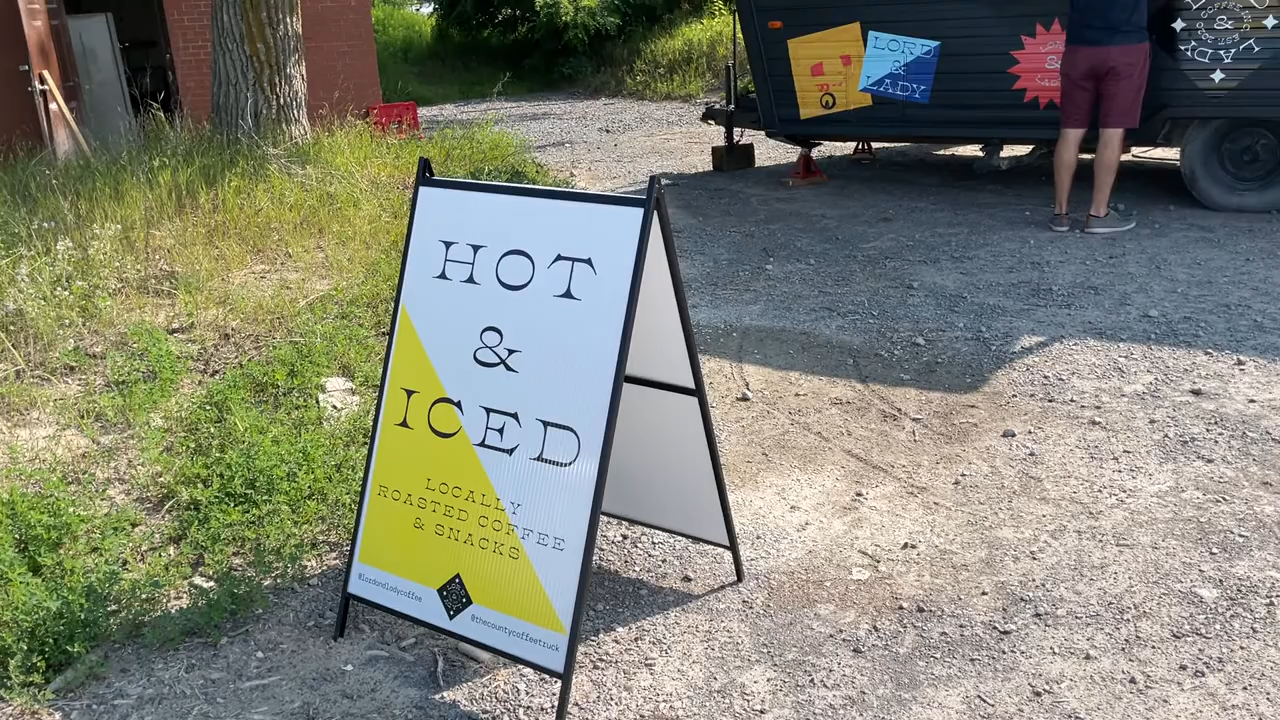 HOT
&
ICED
LOCALLY
ROASTED COFFEE
& SNACKS
@lordandladycoffee
@thecountycoffeetruck
LORD
&
LADY